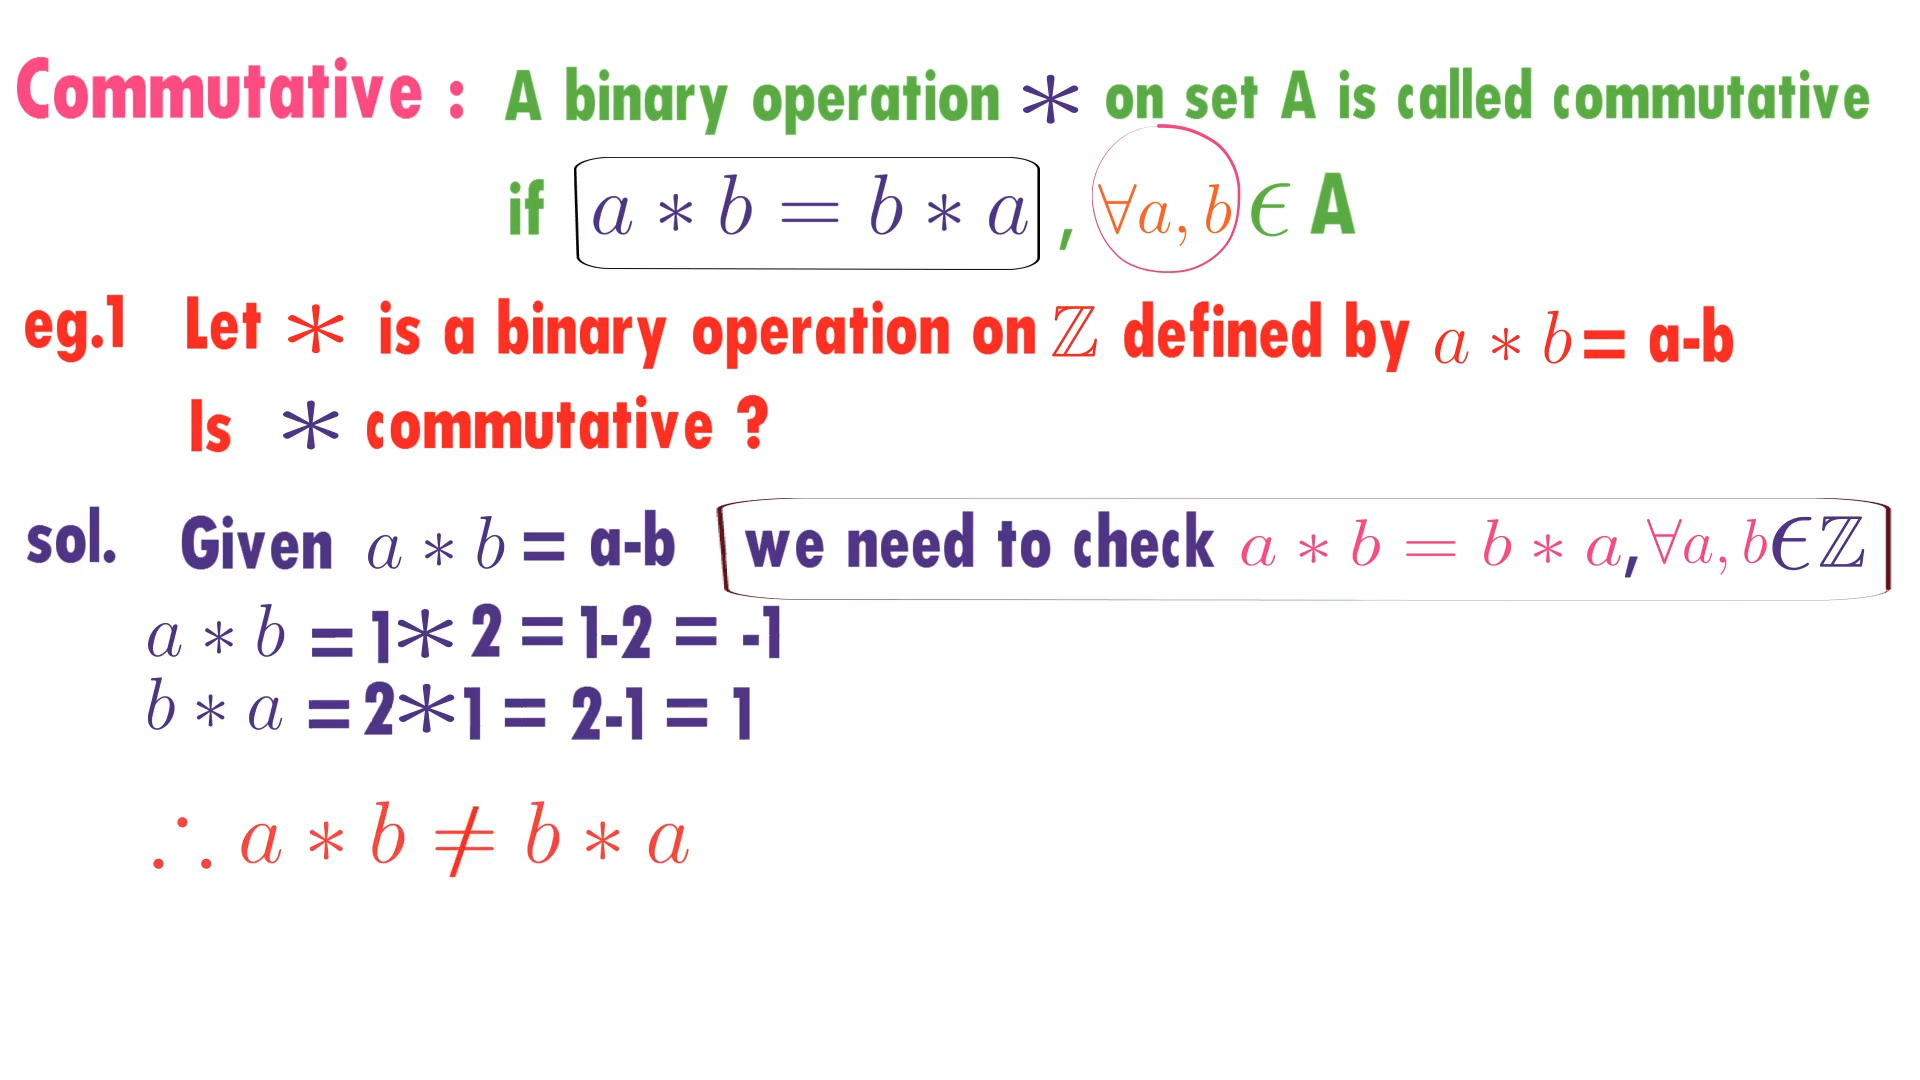 Commutative : A binary operation * on set A is called commutative
if a * b = b * a , ∀a, b ∈ A
eg.1 Let * is a binary operation on ℤ defined by a * b = a-b
Is * commutative ?
sol. Given a * b = a-b we need to check a * b = b * a, ∀a, b ∈ ℤ
a * b = 1 * 2 = 1-2 = -1
b * a = 2 * 1 = 2-1 = 1
∴ a * b ≠ b * a